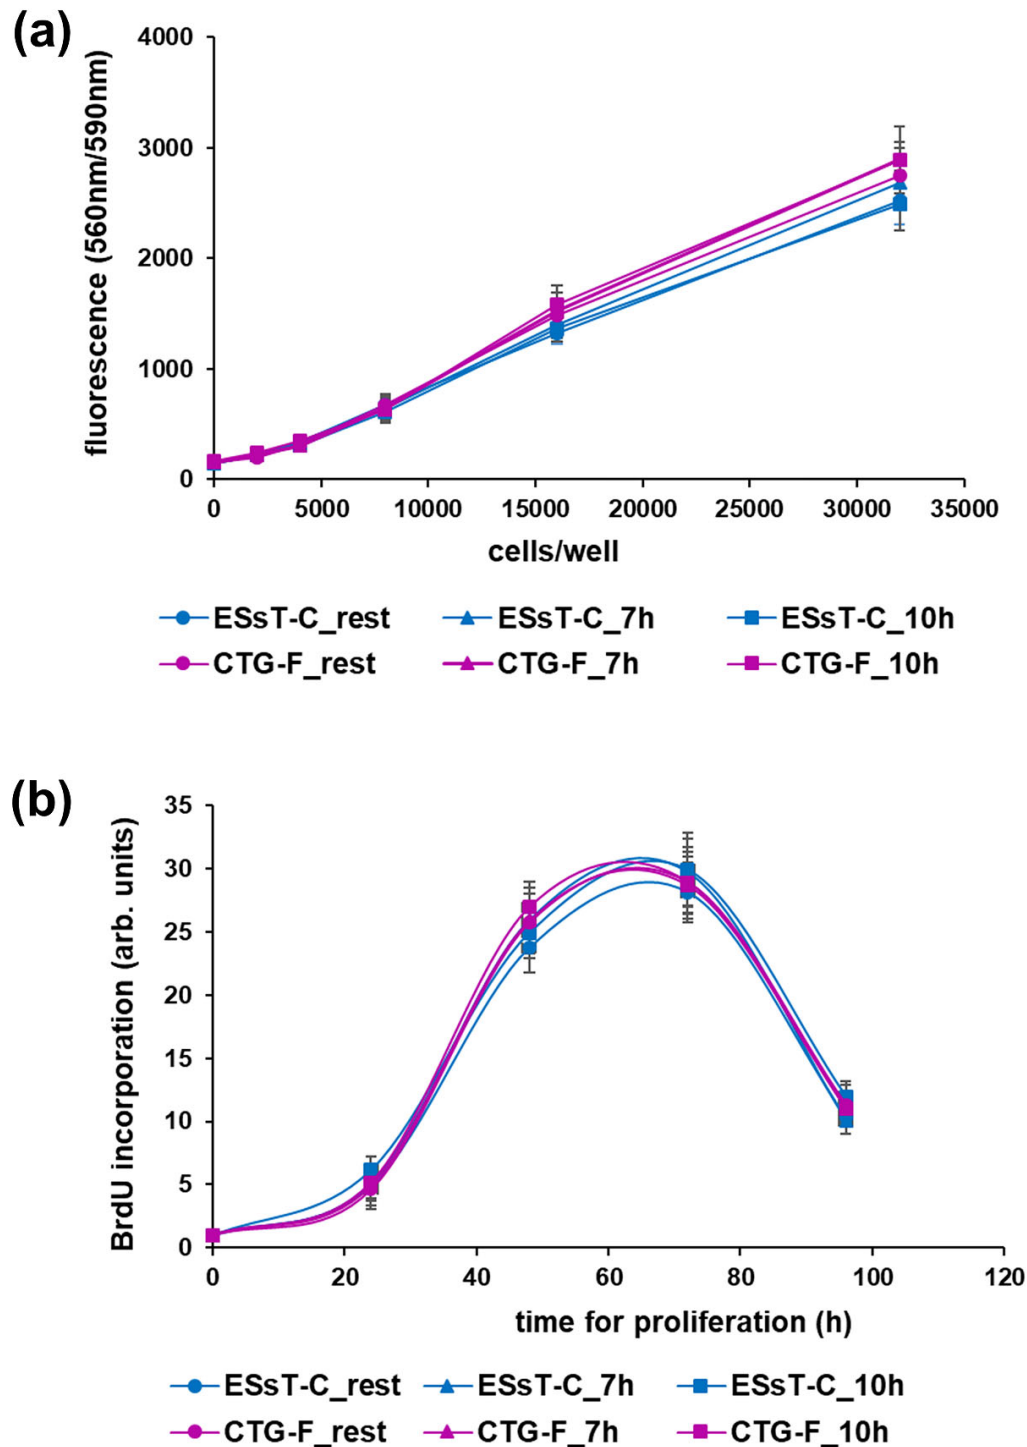 (a)
fluorescence (560nm/590nm)
4000
3000
2000
1000
0
0 5000 10000 15000 20000 25000 30000 35000
cells/well
ESsT-C_rest ESsT-C_7h ESsT-C_10h
CTG-F_rest CTG-F_7h CTG-F_10h
(b)
BrdU incorporation (arb. units)
35
30
25
20
15
10
5
0
0 20 40 60 80 100 120
time for proliferation (h)
ESsT-C_rest ESsT-C_7h ESsT-C_10h
CTG-F_rest CTG-F_7h CTG-F_10h